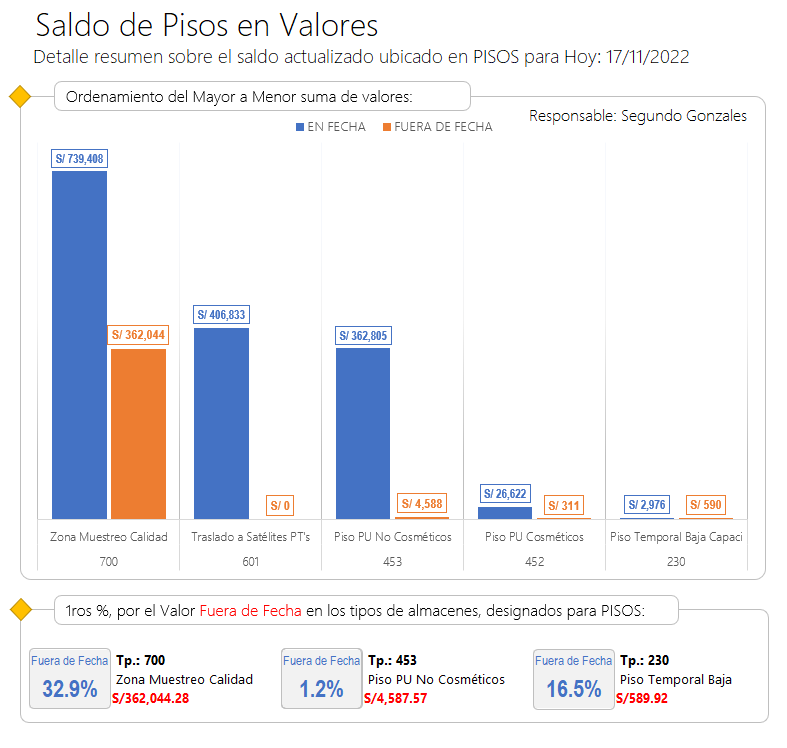 Saldo de Pisos en Valores
Detalle resumen sobre el saldo actualizado ubicado en PISOS para Hoy: 17/11/2022
Ordenamiento del Mayor a Menor suma de valores:
Responsable: Segundo Gonzales
EN FECHA FUERA DE FECHA
S/ 739,408
S/ 362,044
S/ 406,833
S/ 0
S/ 362,805
S/ 4,588
S/ 26,622
S/ 311
S/ 2,976
S/ 590
Zona Muestreo Calidad Traslado a Satélites PT's Piso PU No Cosméticos Piso PU Cosméticos Piso Temporal Baja Capaci
700 601 453 452 230
1ros %, por el Valor Fuera de Fecha en los tipos de almacenes, designados para PISOS:
Fuera de Fecha
32.9%
Tp.: 700
Zona Muestreo Calidad
S/362,044.28
Fuera de Fecha
1.2%
Tp.: 453
Piso PU No Cosméticos
S/4,587.57
Fuera de Fecha
16.5%
Tp.: 230
Piso Temporal Baja
S/589.92